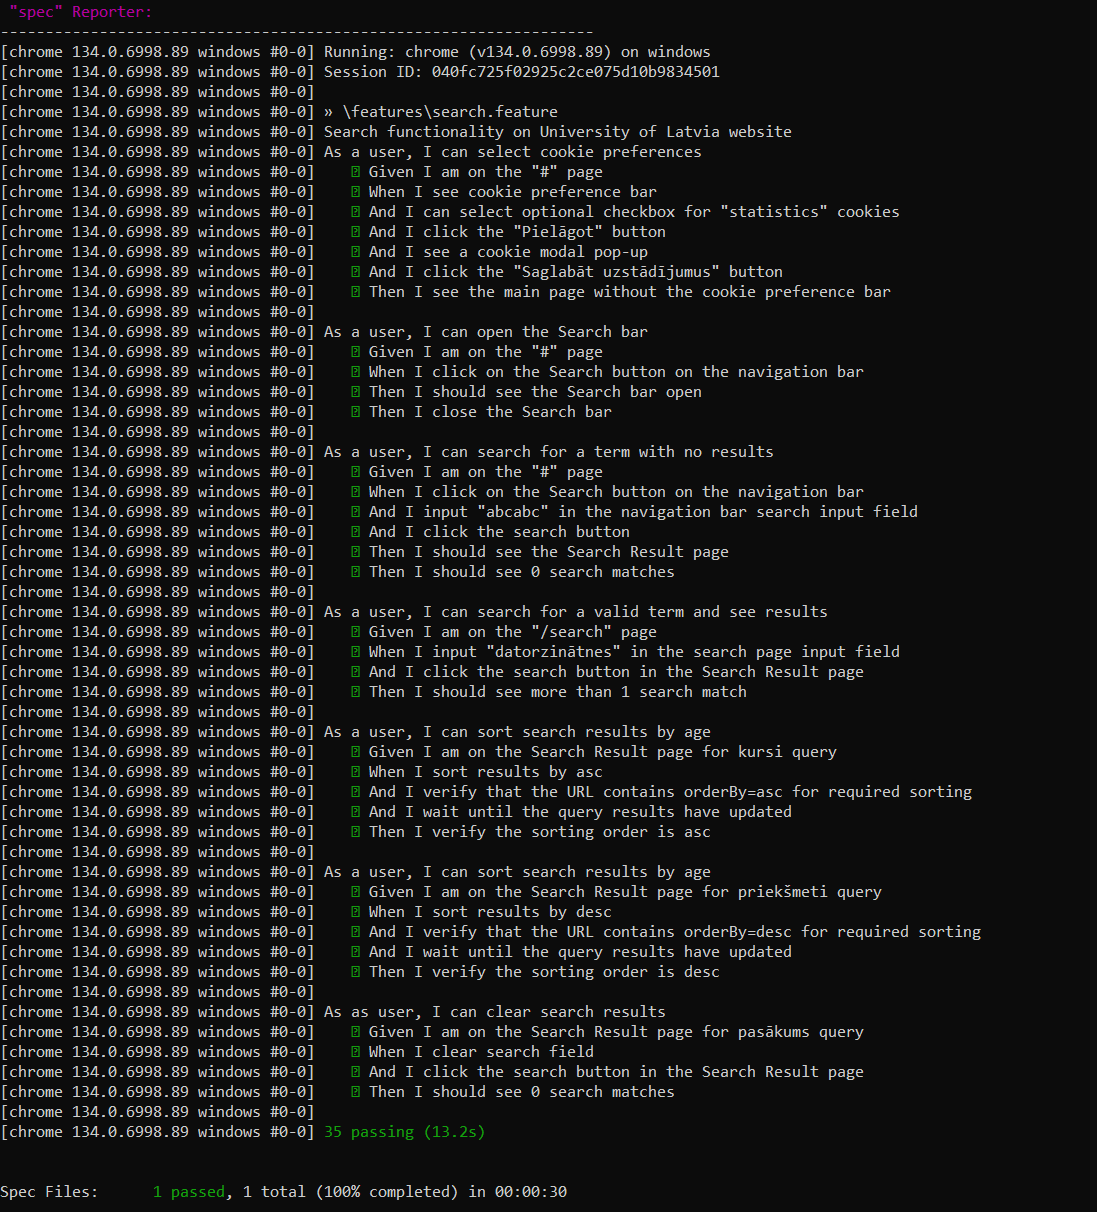 "spec" Reporter:
------------------------------------------------------------------
[chrome 134.0.6998.89 windows #0-0] Running: chrome (v134.0.6998.89) on windows
[chrome 134.0.6998.89 windows #0-0] Session ID: 040fc725f02925c2ce075d10b9834501
[chrome 134.0.6998.89 windows #0-0]
[chrome 134.0.6998.89 windows #0-0] » \features\search.feature
[chrome 134.0.6998.89 windows #0-0] Search functionality on University of Latvia website
[chrome 134.0.6998.89 windows #0-0] As a user, I can select cookie preferences
[chrome 134.0.6998.89 windows #0-0]    Given I am on the "#" page
[chrome 134.0.6998.89 windows #0-0]    When I see cookie preference bar
[chrome 134.0.6998.89 windows #0-0]    And I can select optional checkbox for "statistics" cookies
[chrome 134.0.6998.89 windows #0-0]    And I click the "Pielāgot" button
[chrome 134.0.6998.89 windows #0-0]    And I see a cookie modal pop-up
[chrome 134.0.6998.89 windows #0-0]    And I click the "Saglabāt uzstādījumus" button
[chrome 134.0.6998.89 windows #0-0]    Then I see the main page without the cookie preference bar
[chrome 134.0.6998.89 windows #0-0]
[chrome 134.0.6998.89 windows #0-0] As a user, I can open the Search bar
[chrome 134.0.6998.89 windows #0-0]    Given I am on the "#" page
[chrome 134.0.6998.89 windows #0-0]    When I click on the Search button on the navigation bar
[chrome 134.0.6998.89 windows #0-0]    Then I should see the Search bar open
[chrome 134.0.6998.89 windows #0-0]    Then I close the Search bar
[chrome 134.0.6998.89 windows #0-0]
[chrome 134.0.6998.89 windows #0-0] As a user, I can search for a term with no results
[chrome 134.0.6998.89 windows #0-0]    Given I am on the "#" page
[chrome 134.0.6998.89 windows #0-0]    When I click on the Search button on the navigation bar
[chrome 134.0.6998.89 windows #0-0]    And I input "abcabc" in the navigation bar search input field
[chrome 134.0.6998.89 windows #0-0]    And I click the search button
[chrome 134.0.6998.89 windows #0-0]    Then I should see the Search Result page
[chrome 134.0.6998.89 windows #0-0]    Then I should see 0 search matches
[chrome 134.0.6998.89 windows #0-0]
[chrome 134.0.6998.89 windows #0-0] As a user, I can search for a valid term and see results
[chrome 134.0.6998.89 windows #0-0]    Given I am on the "/search" page
[chrome 134.0.6998.89 windows #0-0]    When I input "datorzinātnes" in the search page input field
[chrome 134.0.6998.89 windows #0-0]    And I click the search button in the Search Result page
[chrome 134.0.6998.89 windows #0-0]    Then I should see more than 1 search match
[chrome 134.0.6998.89 windows #0-0]
[chrome 134.0.6998.89 windows #0-0] As a user, I can sort search results by age
[chrome 134.0.6998.89 windows #0-0]    Given I am on the Search Result page for kursi query
[chrome 134.0.6998.89 windows #0-0]    When I sort results by asc
[chrome 134.0.6998.89 windows #0-0]    And I verify that the URL contains orderBy=asc for required sorting
[chrome 134.0.6998.89 windows #0-0]    And I wait until the query results have updated
[chrome 134.0.6998.89 windows #0-0]    Then I verify the sorting order is asc
[chrome 134.0.6998.89 windows #0-0]
[chrome 134.0.6998.89 windows #0-0] As a user, I can sort search results by age
[chrome 134.0.6998.89 windows #0-0]    Given I am on the Search Result page for priekšmeti query
[chrome 134.0.6998.89 windows #0-0]    When I sort results by desc
[chrome 134.0.6998.89 windows #0-0]    And I verify that the URL contains orderBy=desc for required sorting
[chrome 134.0.6998.89 windows #0-0]    And I wait until the query results have updated
[chrome 134.0.6998.89 windows #0-0]    Then I verify the sorting order is desc
[chrome 134.0.6998.89 windows #0-0]
[chrome 134.0.6998.89 windows #0-0] As as user, I can clear search results
[chrome 134.0.6998.89 windows #0-0]    Given I am on the Search Result page for pasākums query
[chrome 134.0.6998.89 windows #0-0]    When I clear search field
[chrome 134.0.6998.89 windows #0-0]    And I click the search button in the Search Result page
[chrome 134.0.6998.89 windows #0-0]    Then I should see 0 search matches
[chrome 134.0.6998.89 windows #0-0]
[chrome 134.0.6998.89 windows #0-0] 35 passing (13.2s)
Spec Files:      1 passed, 1 total (100% completed) in 00:00:30